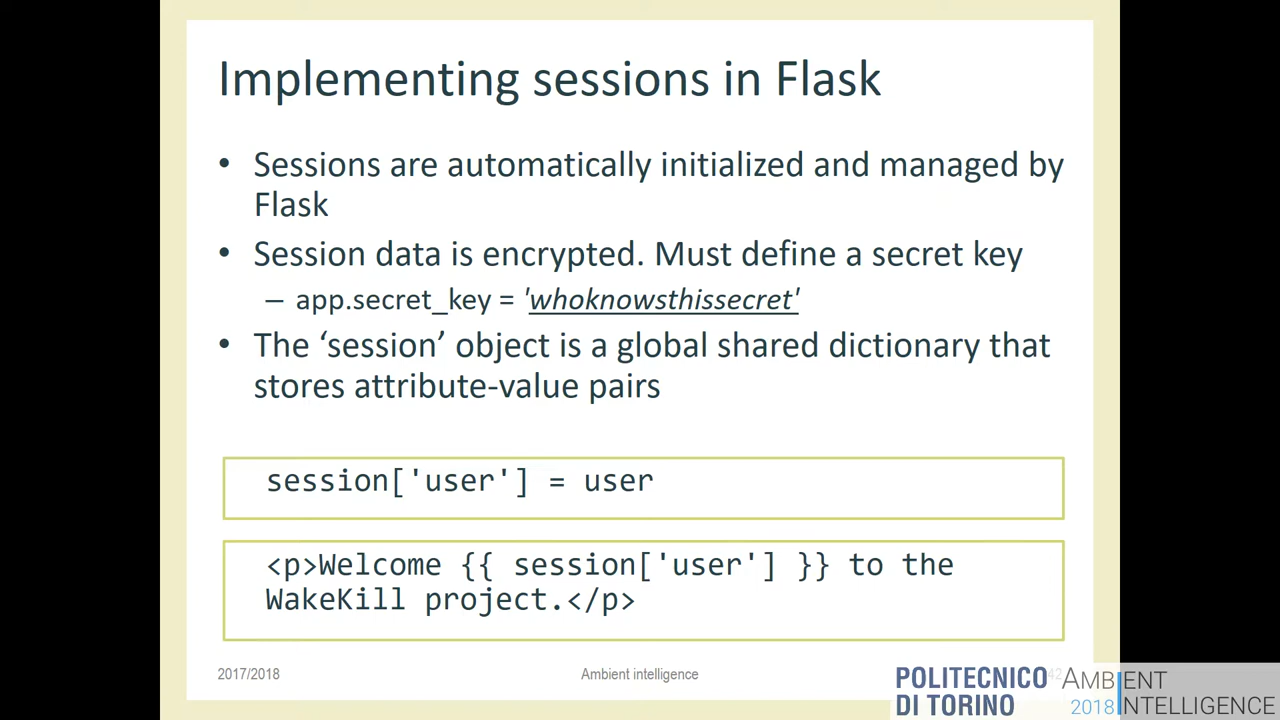 Implementing sessions in Flask
• Sessions are automatically initialized and managed by
Flask
• Session data is encrypted. Must define a secret key
– app.secret_key = 'whoknowsthissecret'
• The ‘session’ object is a global shared dictionary that
stores attribute-value pairs
session['user'] = user
<p>Welcome {{ session['user'] }} to the
WakeKill project.</p>
2017/2018
Ambient intelligence
42
POLITECNICO
DI TORINO
AMBIENT
2018 INTELLIGENCE